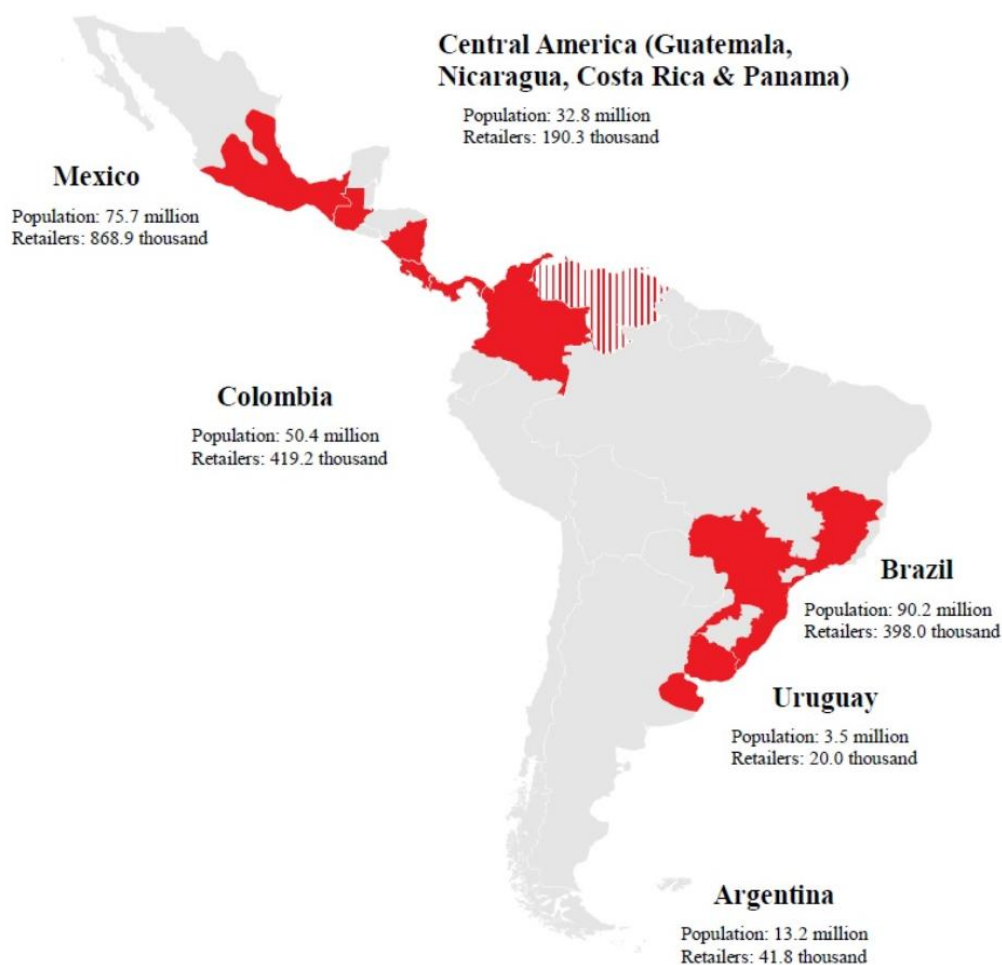 Central America (Guatemala,
Nicaragua, Costa Rica & Panama)
Population: 32.8 million
Retailers: 190.3 thousand
Mexico
Population: 75.7 million
Retailers: 868.9 thousand
Colombia
Population: 50.4 million
Retailers: 419.2 thousand
Brazil
Population: 90.2 million
Retailers: 398.0 thousand
Uruguay
Population: 3.5 million
Retailers: 20.0 thousand
Argentina
Population: 13.2 million
Retailers: 41.8 thousand